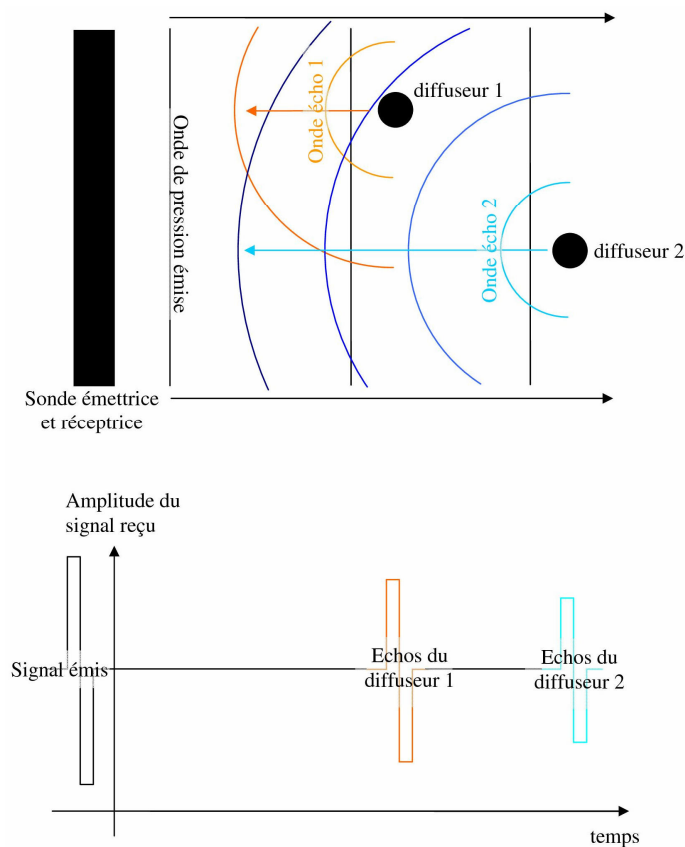 diffuseur 1
Onde écho 1
Onde de pression émise
Onde écho 2
diffuseur 2
Sonde émettrice
et réceptrice
Amplitude du
signal reçu
Signal émis
Echos du
diffuseur 1
Echos du
diffuseur 2
temps